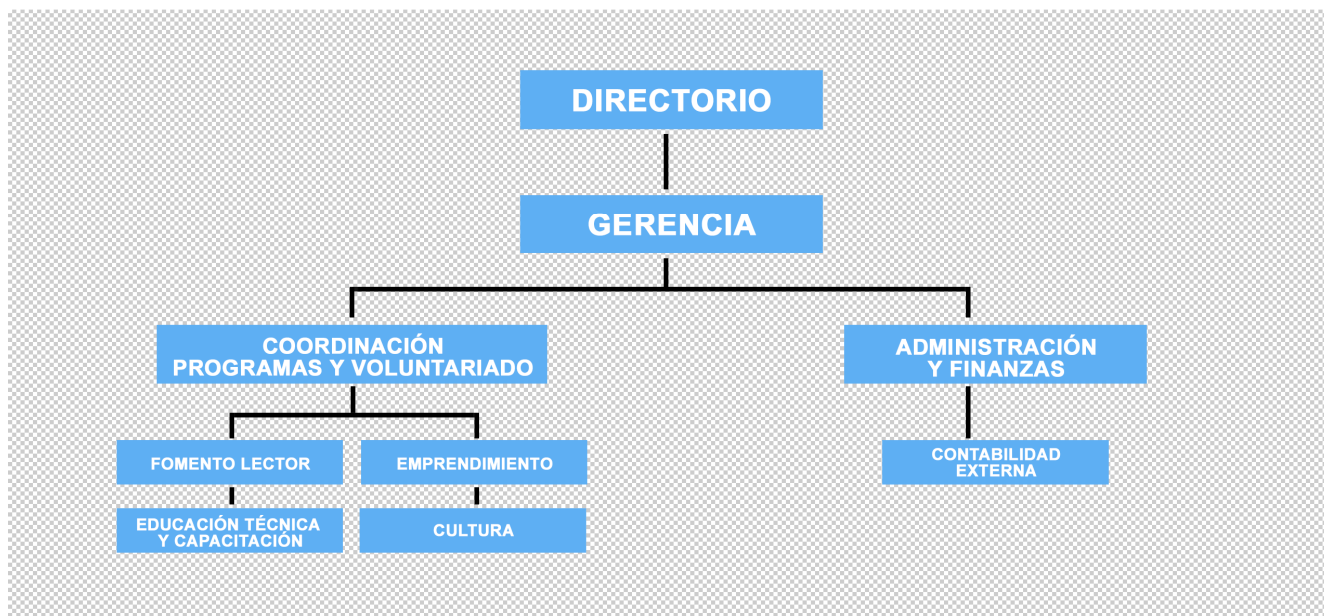 DIRECTORIO
GERENCIA
COORDINACIÓN
PROGRAMAS Y VOLUNTARIADO
ADMINISTRACIÓN
Y FINANZAS
FOMENTO LECTOR
EMPRENDIMIENTO
CONTABILIDAD
EXTERNA
EDUCACIÓN TÉCNICA
Y CAPACITACIÓN
CULTURA